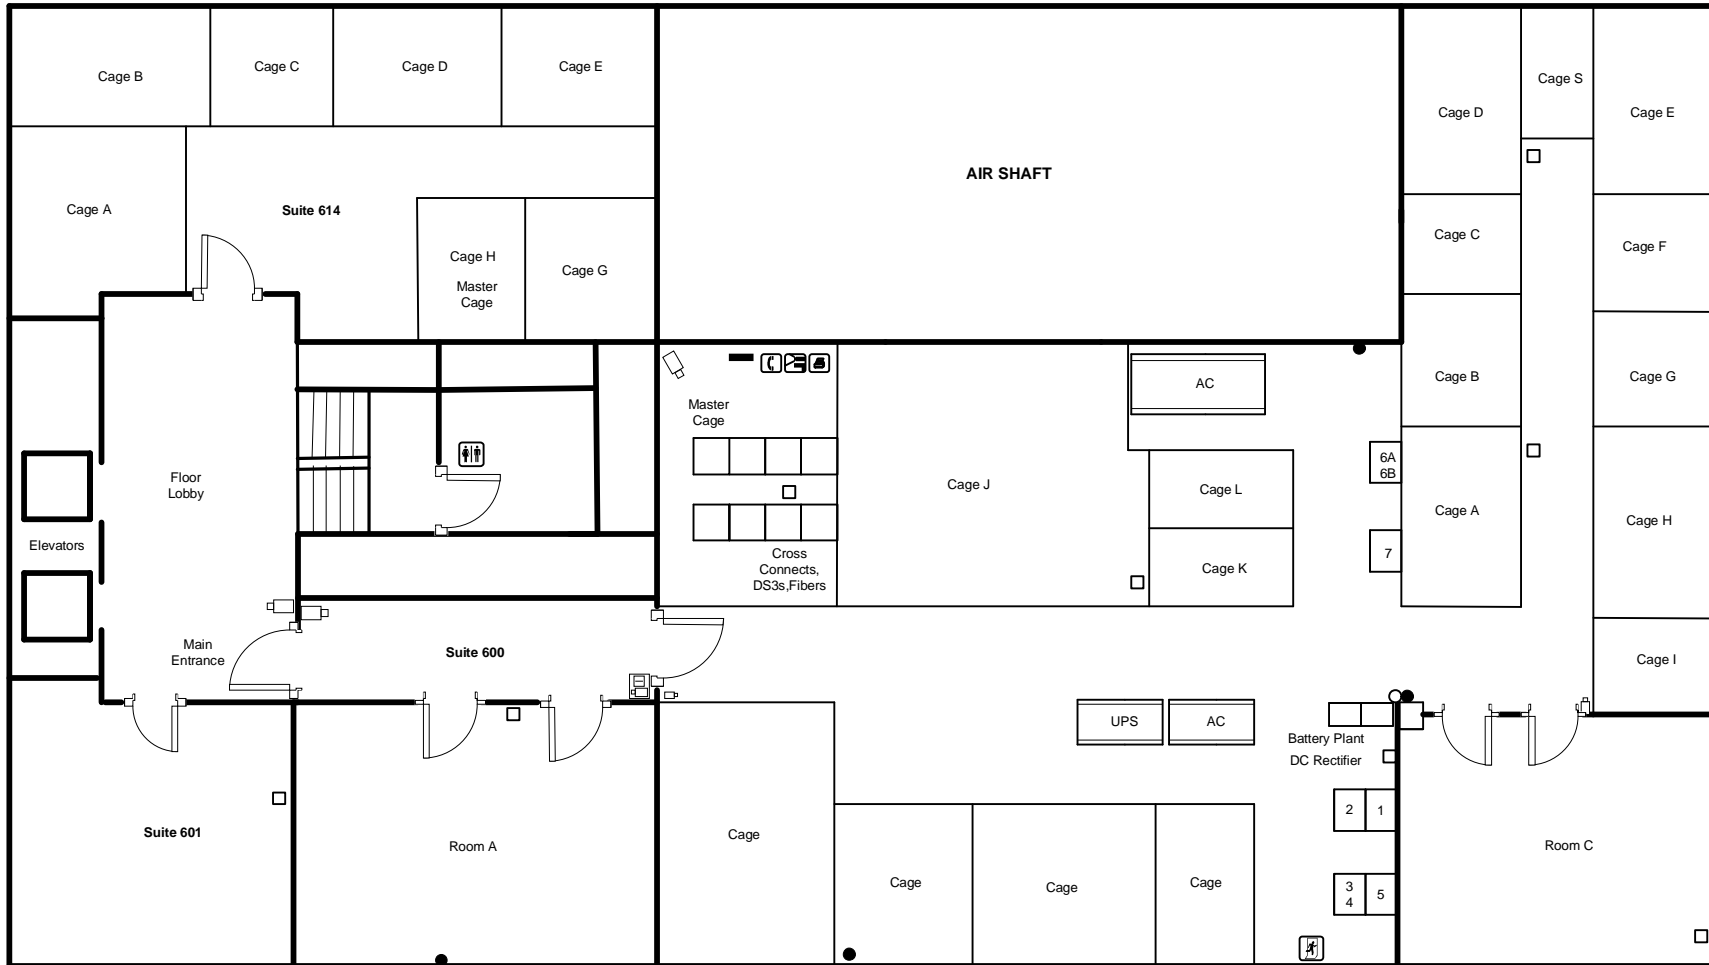 Cage B
Cage C
Cage D
Cage E
Cage A
Suite 614
Cage H
Master
Cage
Cage G
AIR SHAFT
Cage D
Cage S
Cage E
Cage C
Cage F
Cage B
Cage G
Cage A
Cage H
Cage I
Master
Cage
Cage J
AC
Cage L
Cage K
6A
6B
7
Cross
Connects,
DS3s,Fibers
Floor
Lobby
Elevators
Main
Entrance
Suite 600
UPS
AC
Battery Plant
DC Rectifier
2
1
3
4
5
Suite 601
Room A
Cage
Cage
Cage
Cage
Room C